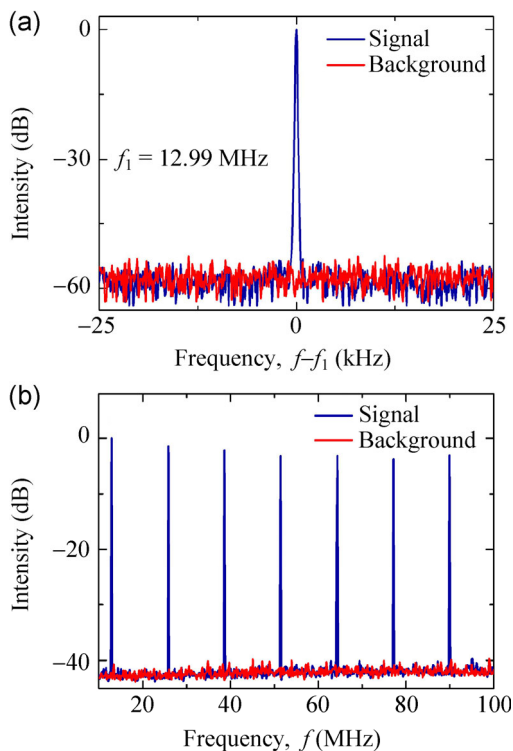 (a)
0
Signal
Background
f₁ = 12.99 MHz
−30
−60
Intensity (dB)
−25 0 25
Frequency, f–f₁ (kHz)
(b)
Signal
0
Background
−20
−40
Intensity (dB)
20 40 60 80 100
Frequency, f (MHz)